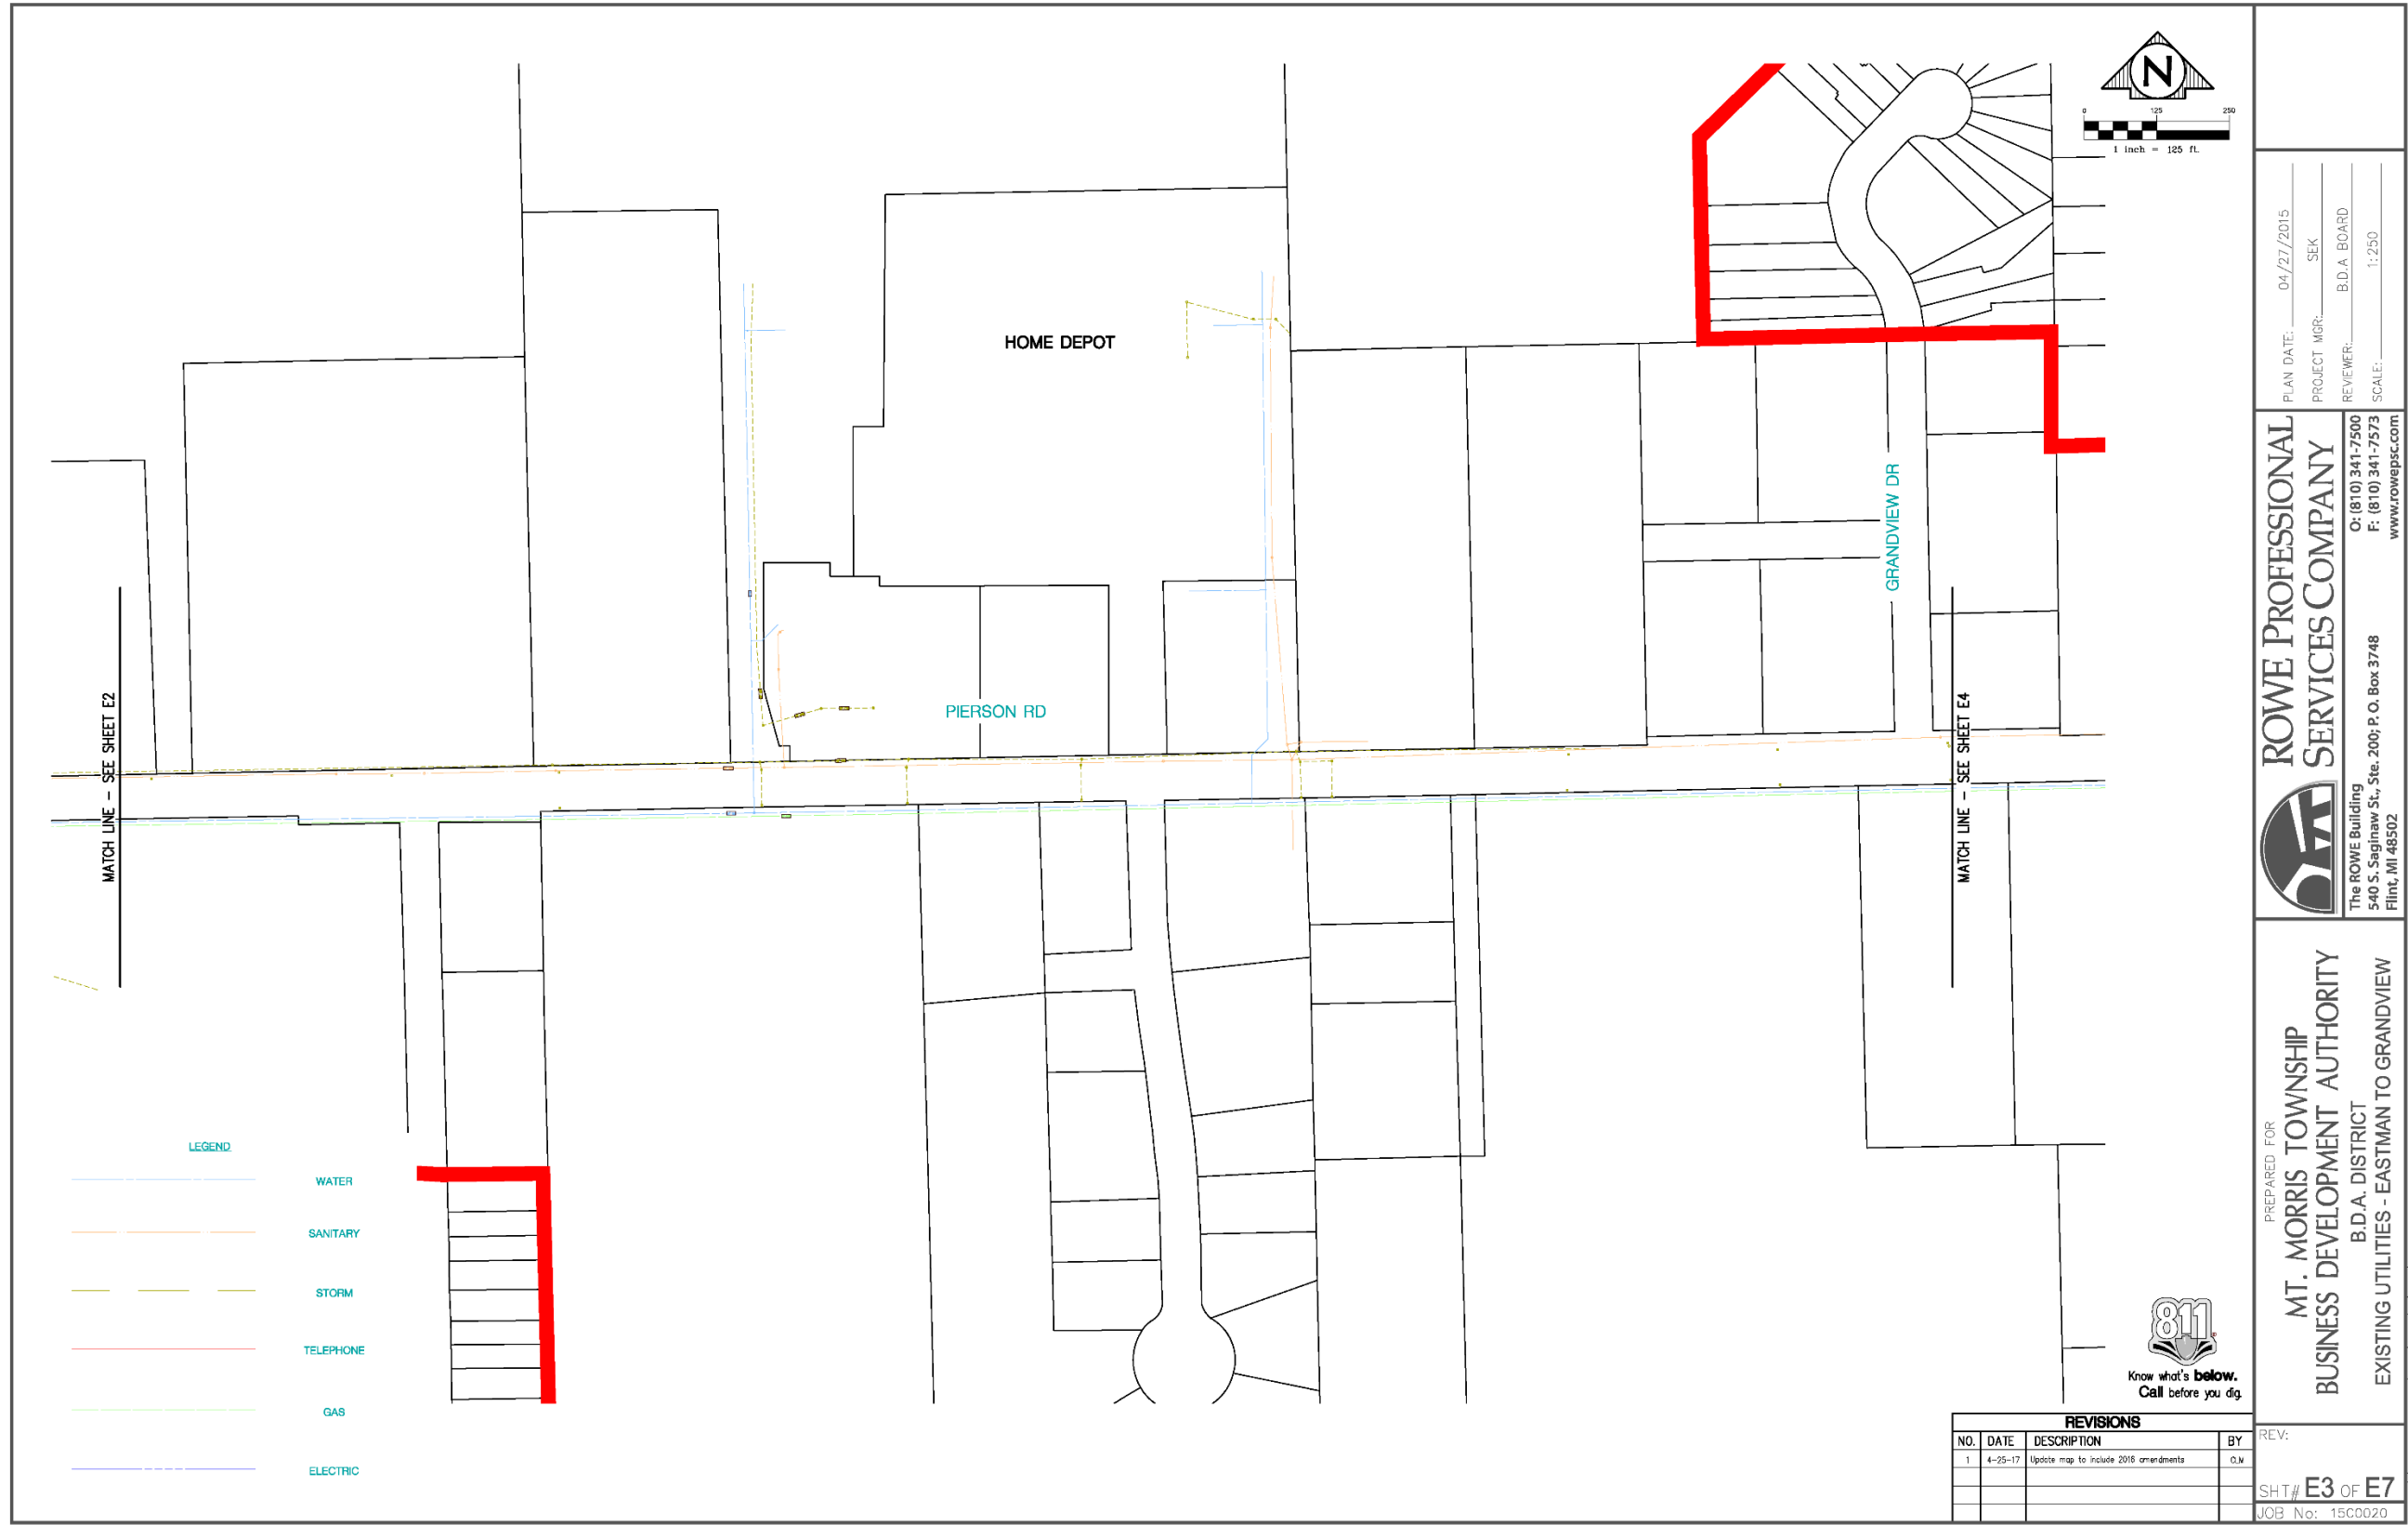 N
0 125 250
1 inch = 125 ft.
HOME DEPOT
GRANDVIEW DR
PIERSON RD
MATCH LINE - SEE SHEET E2
MATCH LINE - SEE SHEET E4
LEGEND
WATER
SANITARY
STORM
TELEPHONE
GAS
ELECTRIC
811
Know what's below.
Call before you dig.
REVISIONS
NO. DATE DESCRIPTION BY
1 4-25-17 Update map to include 2016 amendments CLM
PLAN DATE: 04/27/2015
PROJECT MGR: SEK
REVIEWER: B.D.A BOARD
SCALE: 1:250
ROWE PROFESSIONAL
SERVICES COMPANY
The ROWE Building
540 S. Saginaw St., Ste. 200; P. O. Box 3748
Flint, MI 48502
O: (810) 341-7500
F: (810) 341-7573
www.rowepsc.com
PREPARED FOR
MT. MORRIS TOWNSHIP
BUSINESS DEVELOPMENT AUTHORITY
B.D.A. DISTRICT
EXISTING UTILITIES - EASTMAN TO GRANDVIEW
REV:
SHT# E3 OF E7
JOB No: 15C0020